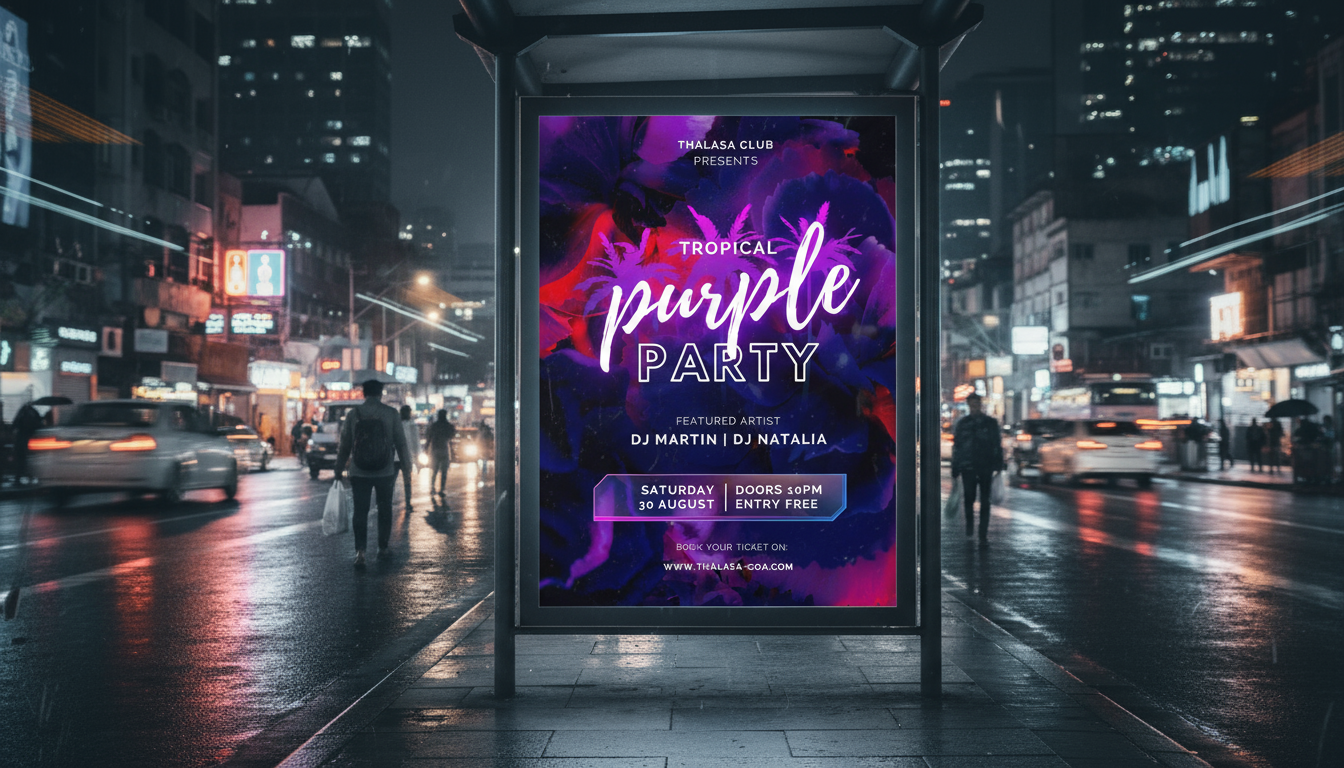 THALASA CLUB
PRESENTS
TROPICAL
purple
PARTY
FEATURED ARTIST
DJ MARTIN | DJ NATALIA
SATURDAY | DOORS 10PM
30 AUGUST | ENTRY FREE
BOOK YOUR TICKET ON:
WWW.THALASA-GOA.COM